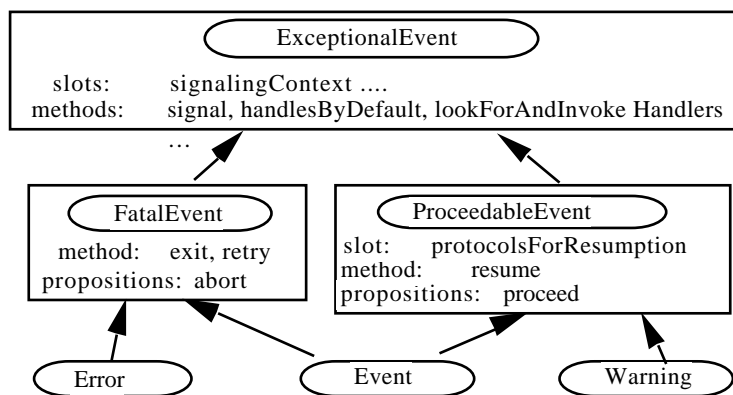 ExceptionalEvent
slots: signalingContext ....
methods: signal, handlesByDefault, lookForAndInvoke Handlers
...
FatalEvent
method: exit, retry
propositions: abort
ProceedableEvent
slot: protocolsForResumption
method: resume
propositions: proceed
Error
Event
Warning